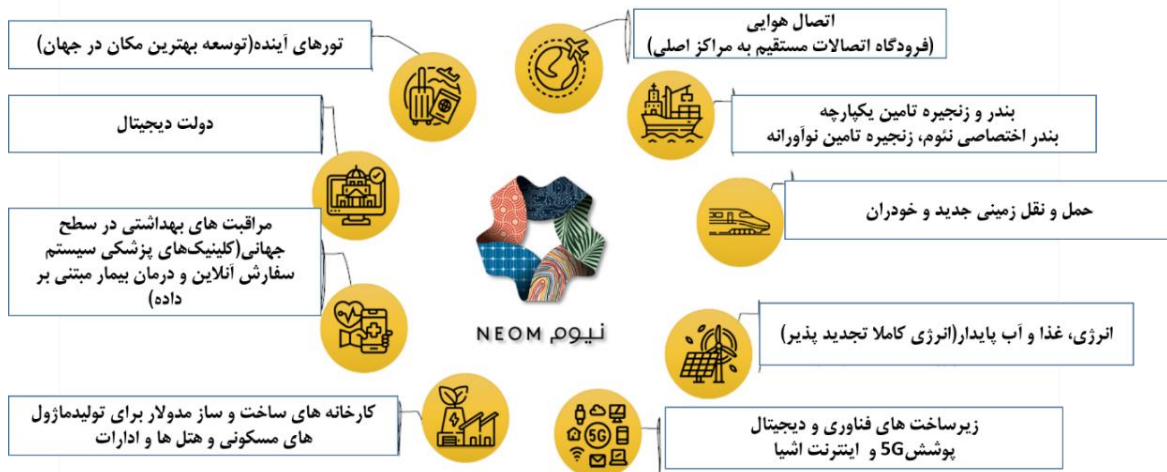 اتصال هوایی
(فرودگاه اتصالات مستقیم به مراکز اصلی)
تورهای آینده(توسعه بهترین مکان در جهان)
بندر و زنجیره تامین یکپارچه
بندر اختصاصی نئوم، زنجیره تامین نوآورانه
دولت دیجیتال
حمل و نقل زمینی جدید و خودران
مراقبت های بهداشتی در سطح
جهانی(کلینیک‌های پزشکی سیستم
سفارش آنلاین و درمان بیمار مبتنی بر
داده)
NEOM نيوم
انرژی، غذا و آب پایدار(انرژی کاملا تجدید پذیر)
کارخانه های ساخت و ساز مدولار برای تولیدماژول
های مسکونی و هتل ها و ادارات
5G
زیرساخت های فناوری و دیجیتال
پوشش5G و اینترنت اشیا